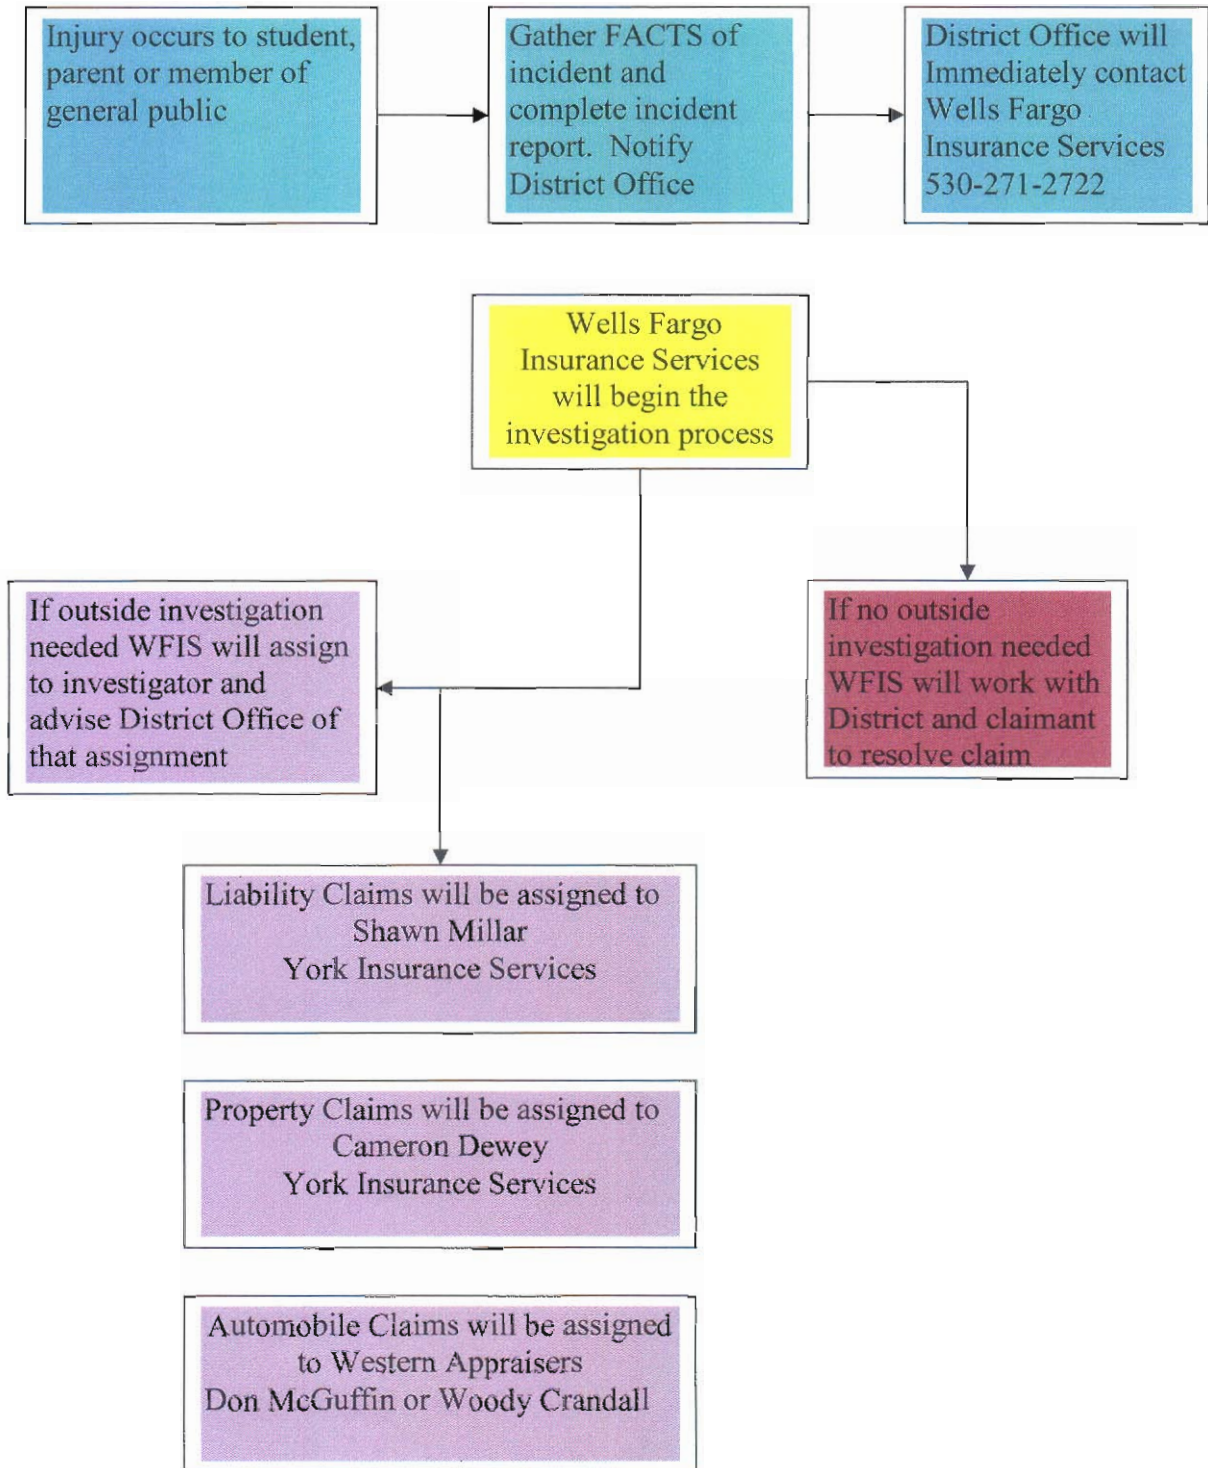 Injury occurs to student,
parent or member of
general public
Gather FACTS of
incident and
complete incident
report. Notify
District Office
District Office will
Immediately contact
Wells Fargo
Insurance Services
530-271-2722
Wells Fargo
Insurance Services
will begin the
investigation process
If outside investigation
needed WFIS will assign
to investigator and
advise District Office of
that assignment
If no outside
investigation needed
WFIS will work with
District and claimant
to resolve claim
Liability Claims will be assigned to
Shawn Millar
York Insurance Services
Property Claims will be assigned to
Cameron Dewey
York Insurance Services
Automobile Claims will be assigned
to Western Appraisers
Don McGuffin or Woody Crandall